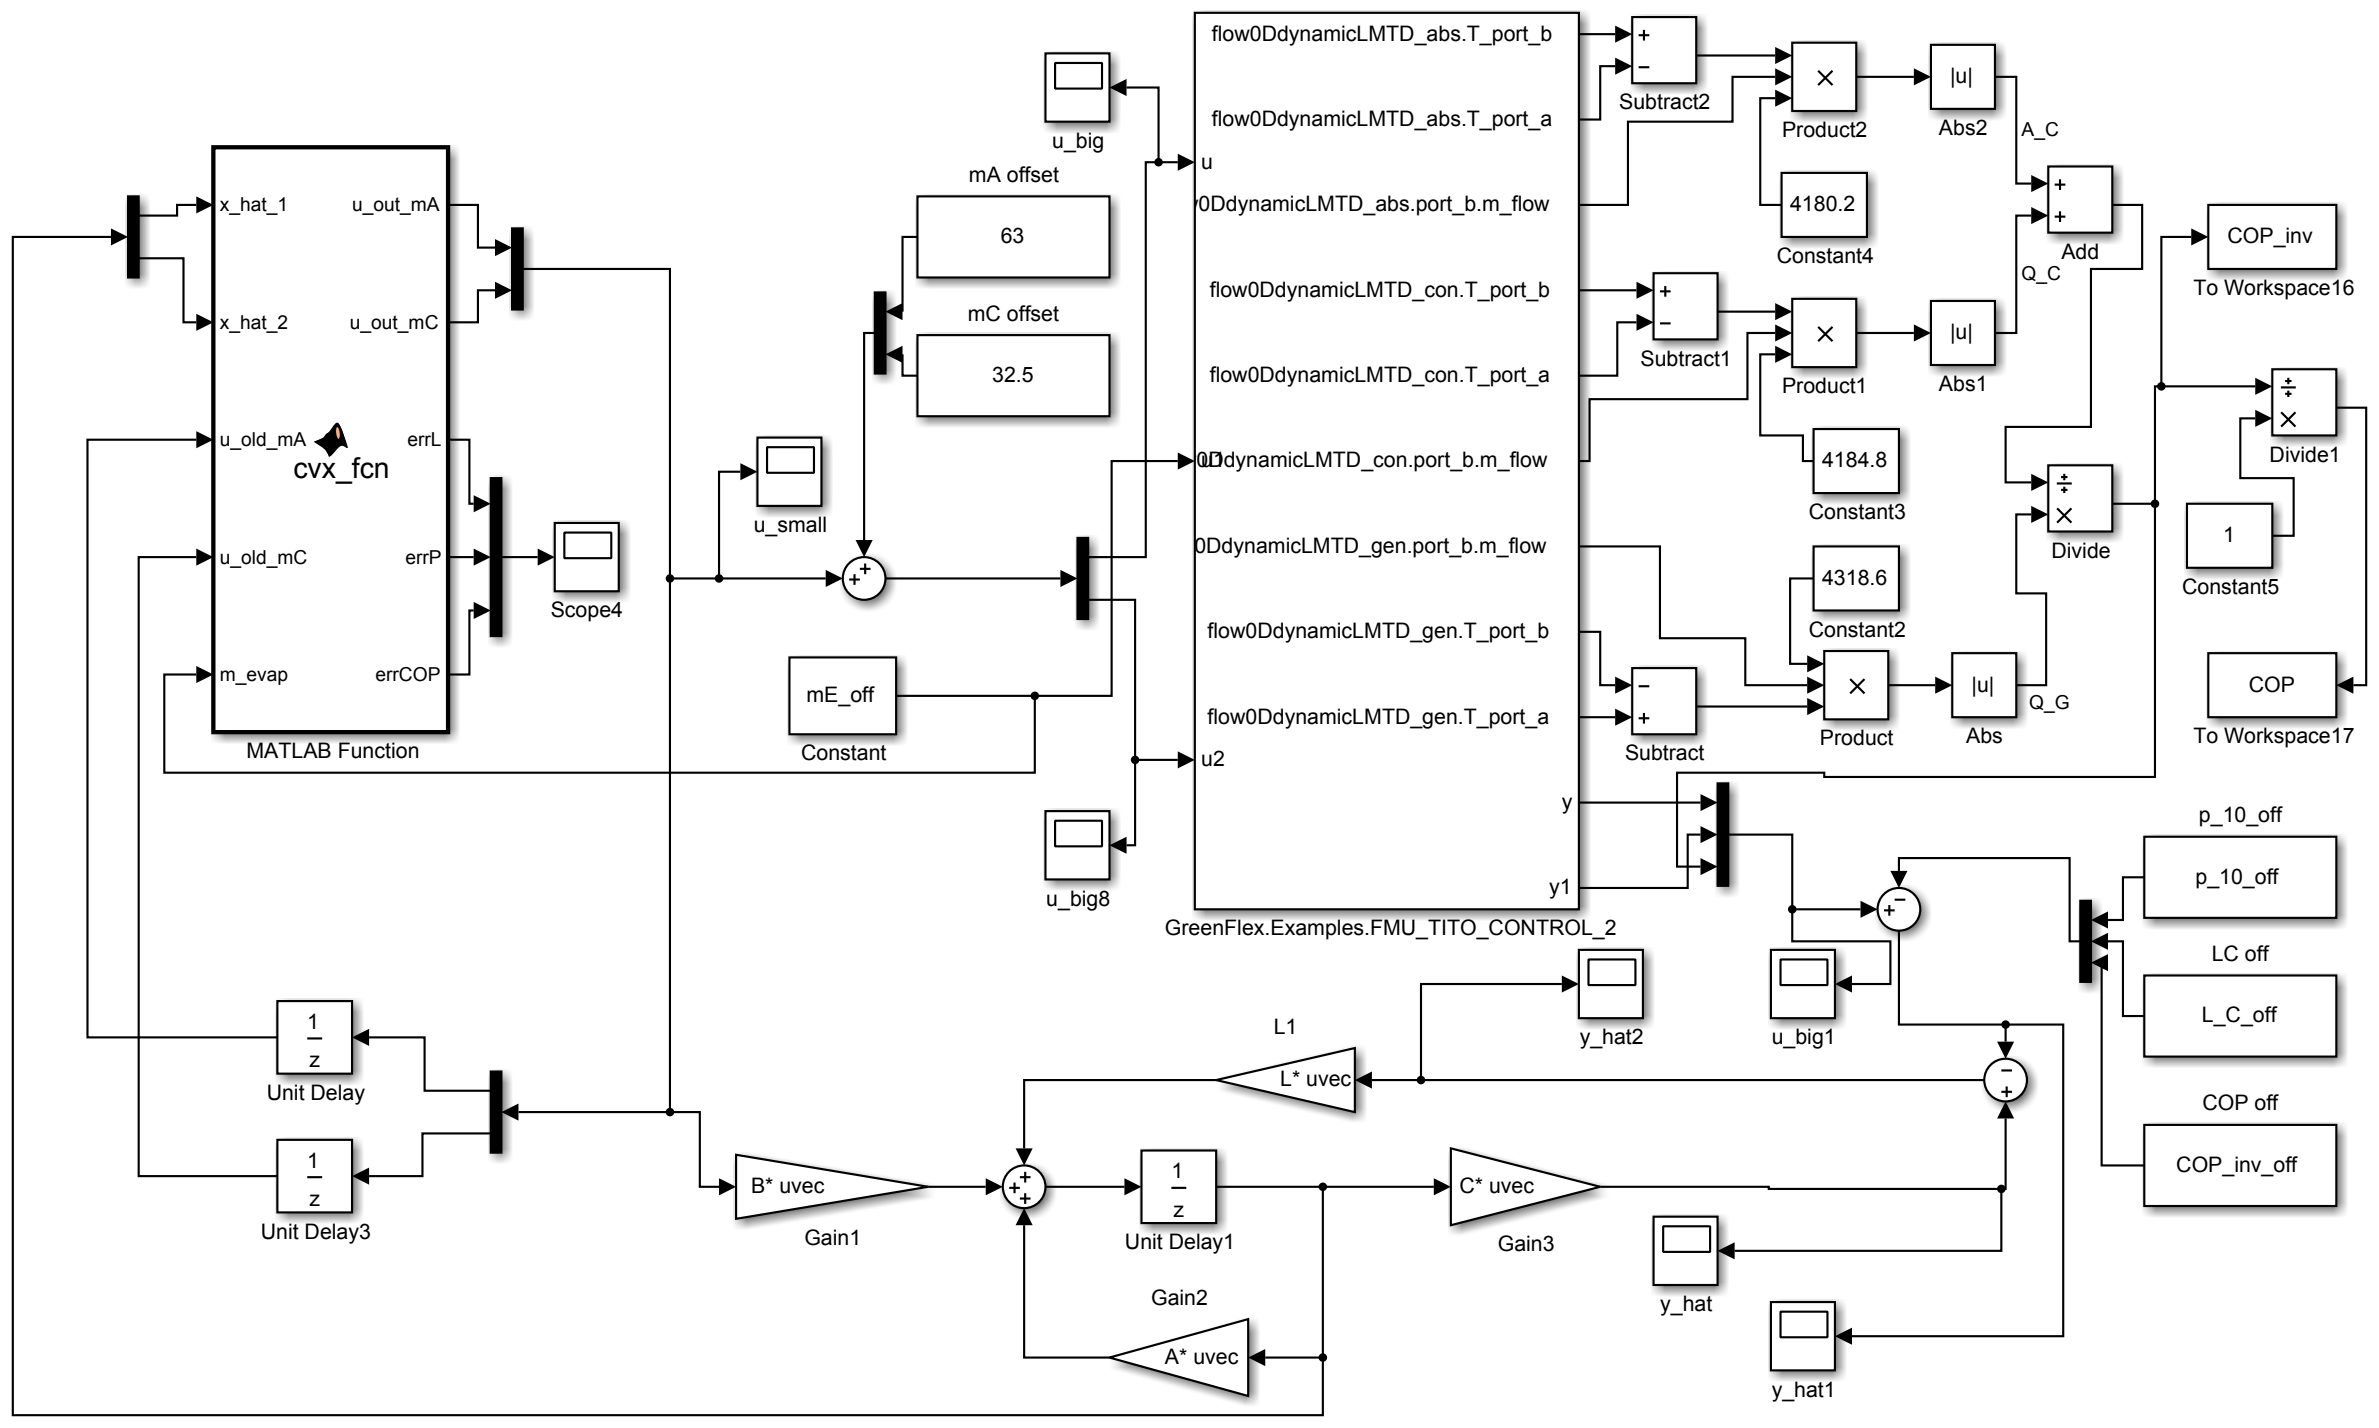 x_hat_1
x_hat_2
u_old_mA
u_old_mC
m_evap
cvx_fcn
u_out_mA
u_out_mC
errL
errP
errCOP
MATLAB Function
Scope4
u_small
u_big
mA offset
63
mC offset
32.5
+
+
mE_off
Constant
u_big8
u
u1
u2
flow0DdynamicLMTD_abs.T_port_b
flow0DdynamicLMTD_abs.T_port_a
0DdynamicLMTD_abs.port_b.m_flow
flow0DdynamicLMTD_con.T_port_b
flow0DdynamicLMTD_con.T_port_a
0DdynamicLMTD_con.port_b.m_flow
0DdynamicLMTD_gen.port_b.m_flow
flow0DdynamicLMTD_gen.T_port_b
flow0DdynamicLMTD_gen.T_port_a
y
y1
GreenFlex.Examples.FMU_TITO_CONTROL_2
+
−
Subtract2
×
Product2
|u|
Abs2
A_C
4180.2
Constant4
+
+
Add
Q_C
+
−
Subtract1
×
Product1
|u|
Abs1
4184.8
Constant3
4318.6
Constant2
−
+
Subtract
×
Product
|u|
Abs
Q_G
÷
×
Divide
COP_inv
To Workspace16
÷
×
Divide1
1
Constant5
COP
To Workspace17
p_10_off
p_10_off
LC off
L_C_off
COP off
COP_inv_off
+
−
u_big1
y_hat2
−
+
L1
L* uvec
1
z
Unit Delay
1
z
Unit Delay3
B* uvec
Gain1
+
+
+
1
z
Unit Delay1
C* uvec
Gain3
Gain2
A* uvec
y_hat
y_hat1